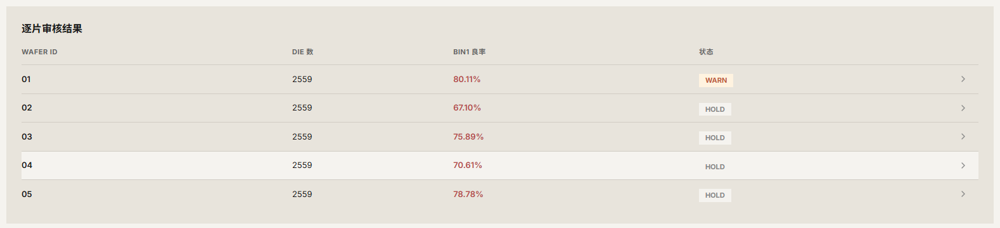 逐片审核结果
WAFER ID DIE 数 BIN1 良率 状态
01 2559 80.11% WARN
02 2559 67.10% HOLD
03 2559 75.89% HOLD
04 2559 70.61% HOLD
05 2559 78.78% HOLD